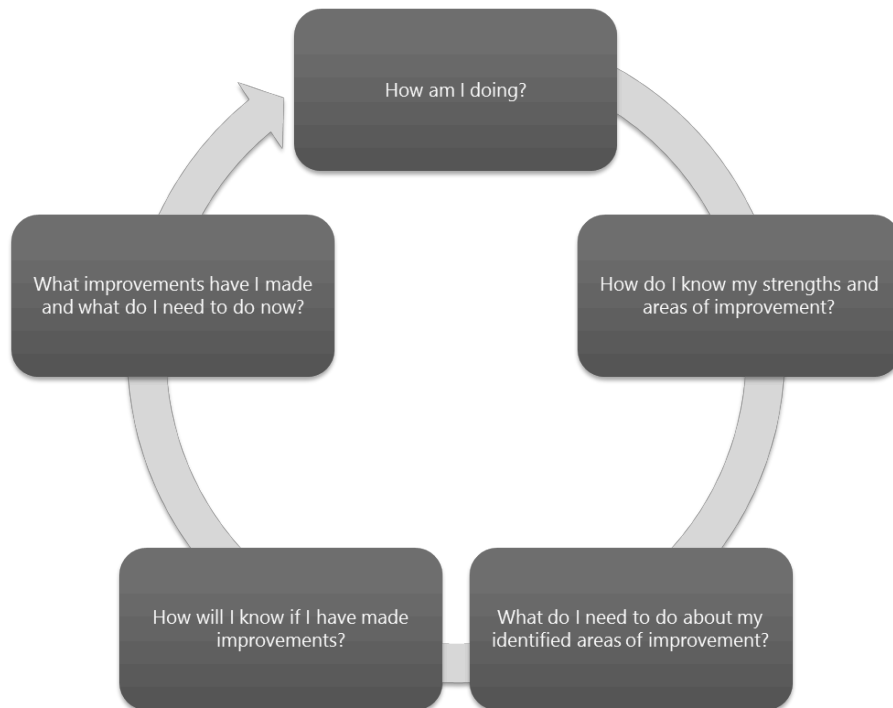 How am I doing?
How do I know my strengths and
areas of improvement?
What do I need to do about my
identified areas of improvement?
How will I know if I have made
improvements?
What improvements have I made
and what do I need to do now?